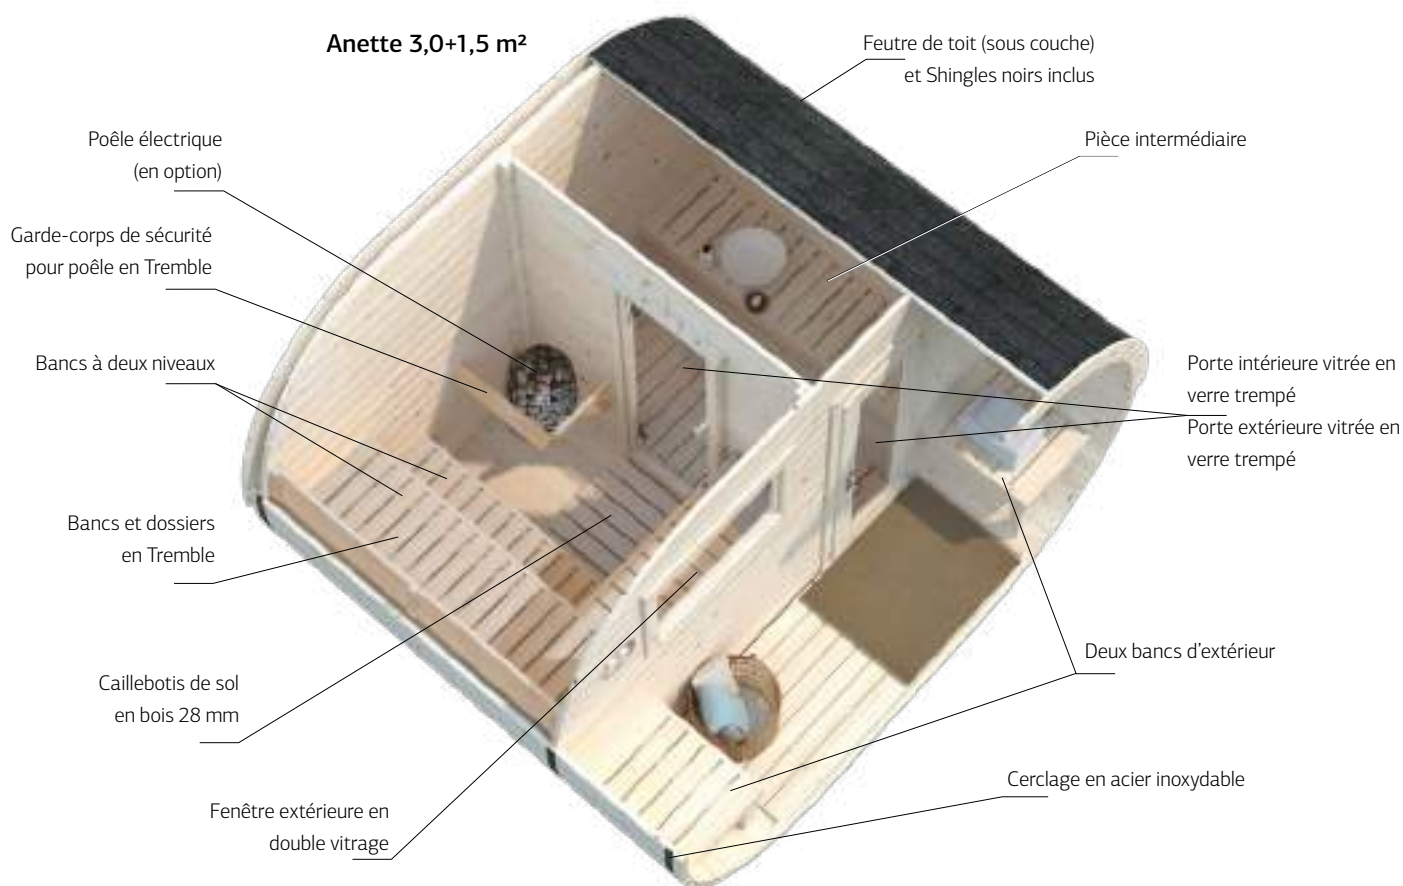 Anette 3,0+1,5 m²
Feutre de toit (sous couche)
et Shingles noirs inclus
Poêle électrique
(en option)
Pièce intermédiaire
Garde-corps de sécurité
pour poêle en Tremble
Bancs à deux niveaux
Porte intérieure vitrée en
verre trempé
Porte extérieure vitrée en
verre trempé
Bancs et dossiers
en Tremble
Deux bancs d'extérieur
Caillebotis de sol
en bois 28 mm
Cerclage en acier inoxydable
Fenêtre extérieure en
double vitrage